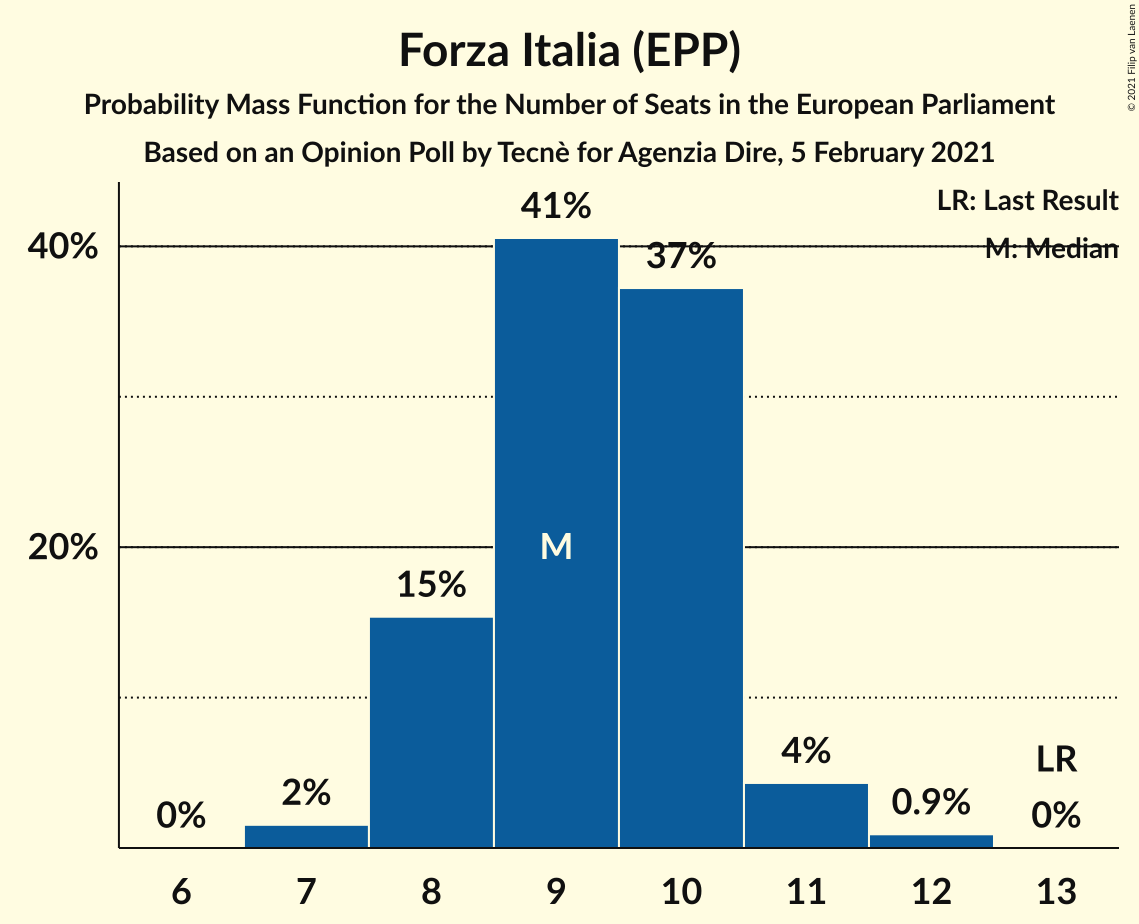 Forza Italia (EPP)
Probability Mass Function for the Number of Seats in the European Parliament
Based on an Opinion Poll by Tecnè for Agenzia Dire, 5 February 2021
© 2021 Filip van Laenen
LR: Last Result
M: Median
40%
20%
0%
2%
15%
41%
M
37%
4%
0.9%
LR
0%
6 7 8 9 10 11 12 13